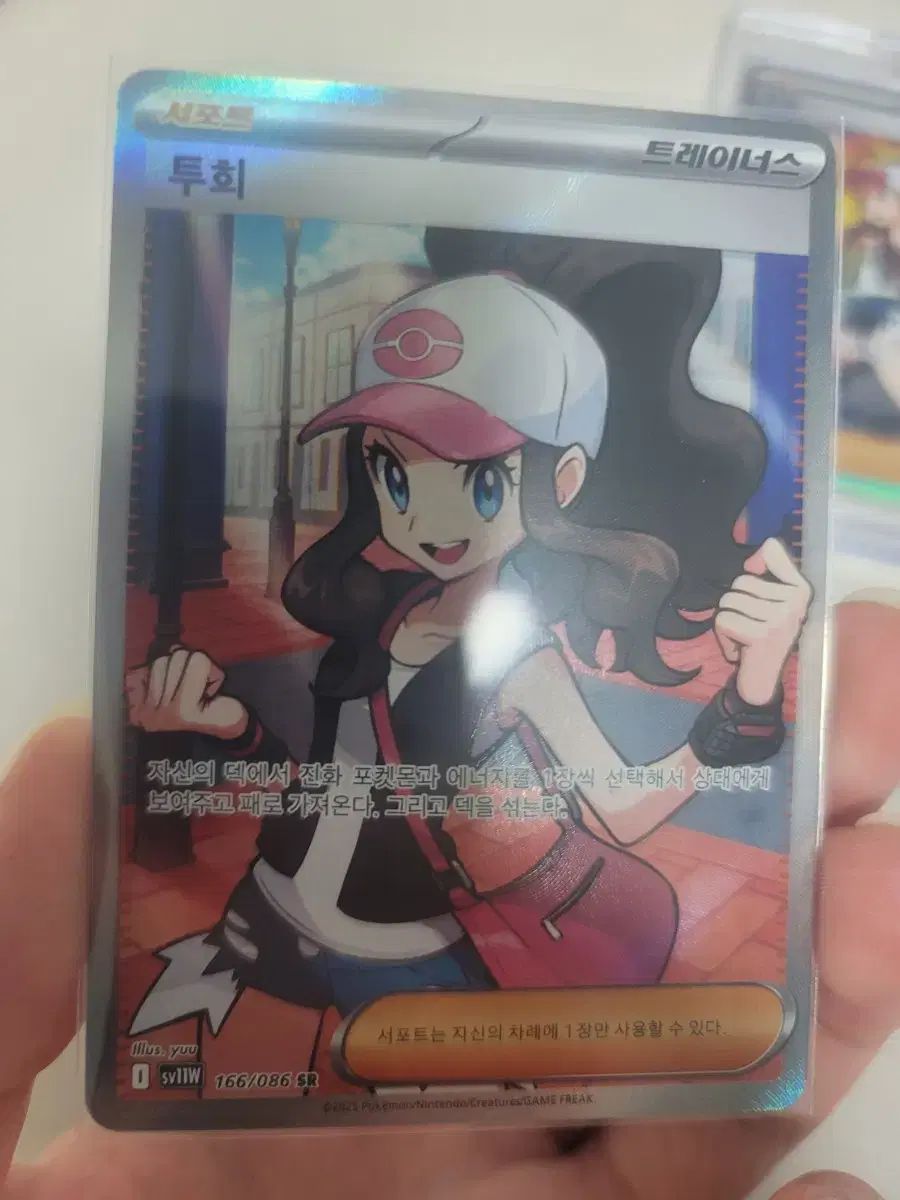 서포트
트레이너스
투희
자신의 덱에서 진화 포켓몬과 에너지를 1장씩 선택해서 상대에게
보여주고 패로 가져온다. 그리고 덱을 섞는다.
서포트는 자신의 차례에 1장만 사용할 수 있다.
Illus. yuu
I SV11W 166/086 SR
©2025 Pokémon/Nintendo/Creatures/GAME FREAK.